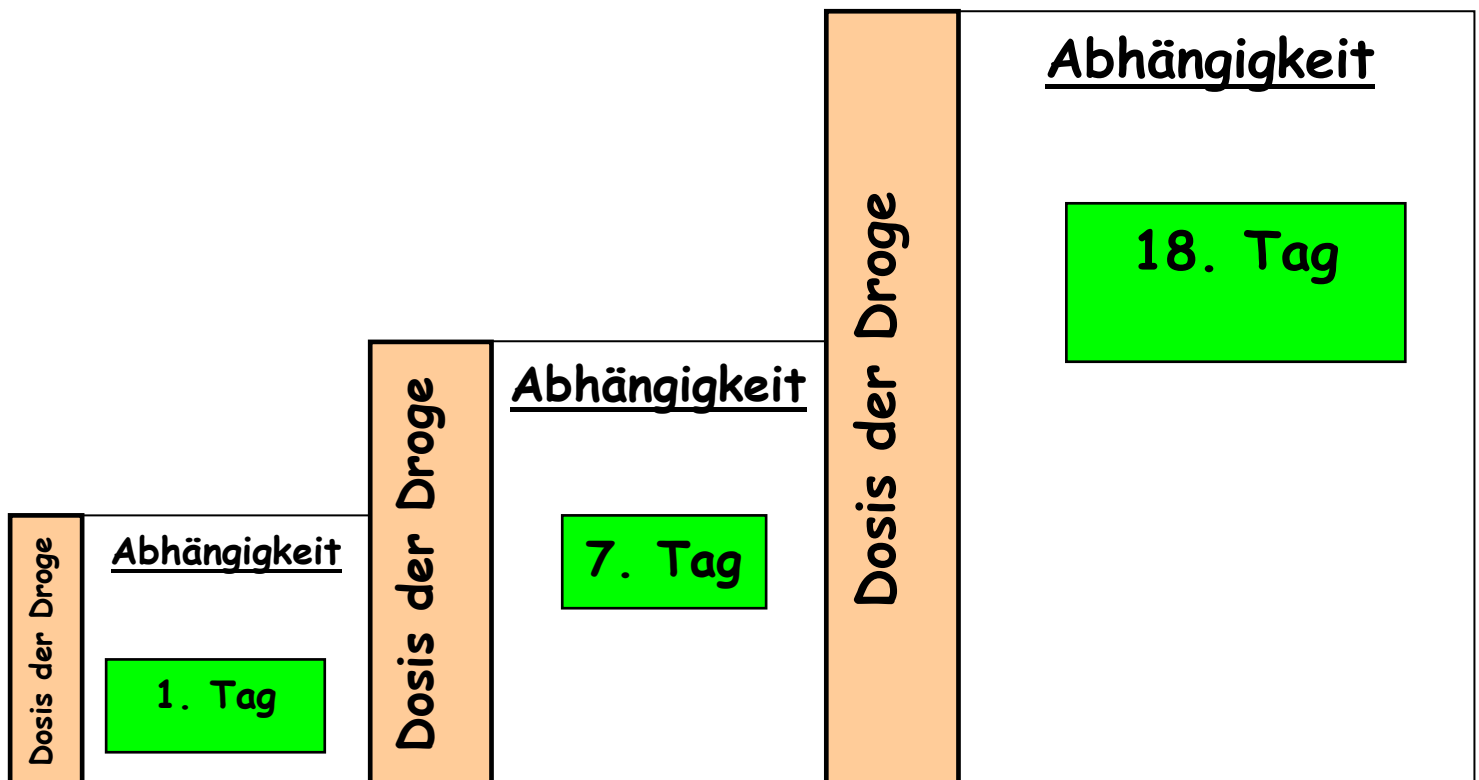 Dosis der Droge
Abhängigkeit
1. Tag
Dosis der Droge
Abhängigkeit
7. Tag
Dosis der Droge
Abhängigkeit
18. Tag